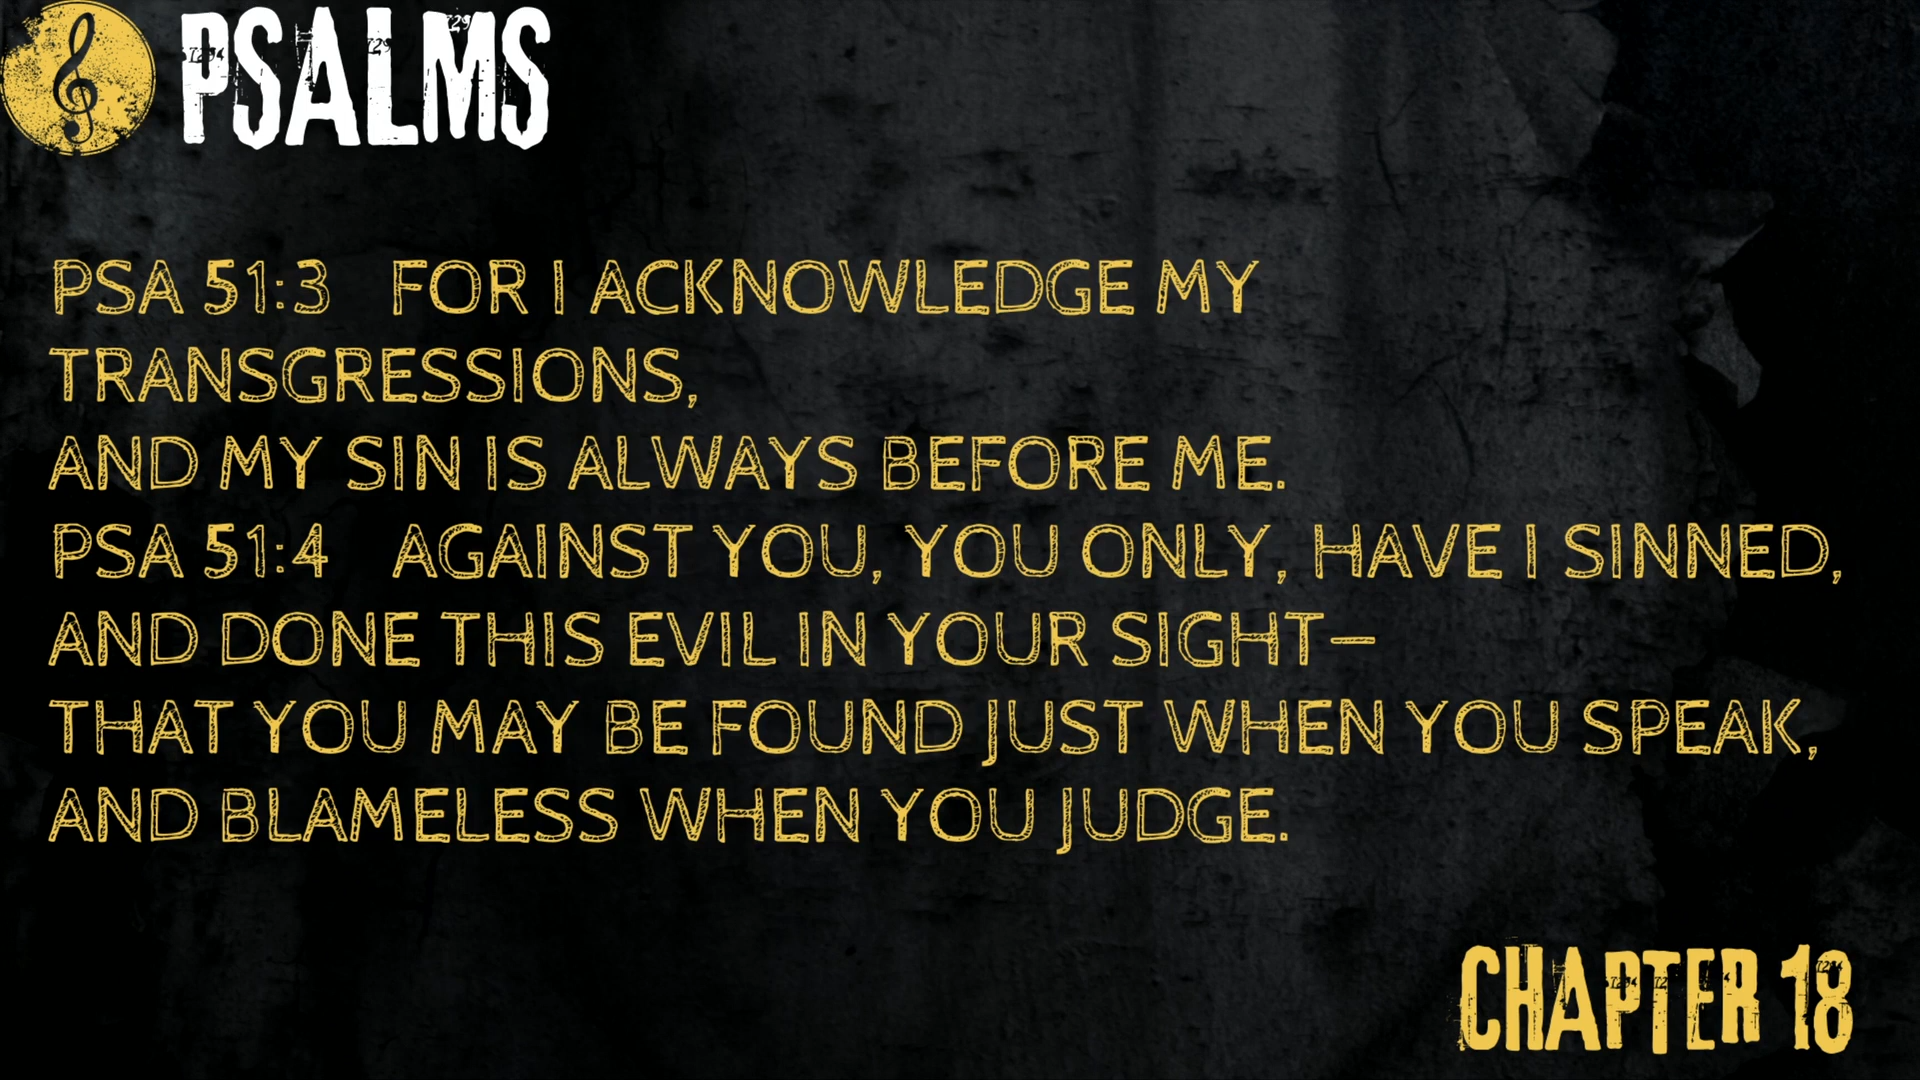 PSALMS
PSA 51:3 FOR I ACKNOWLEDGE MY
TRANSGRESSIONS,
AND MY SIN IS ALWAYS BEFORE ME.
PSA 51:4 AGAINST YOU, YOU ONLY, HAVE I SINNED,
AND DONE THIS EVIL IN YOUR SIGHT—
THAT YOU MAY BE FOUND JUST WHEN YOU SPEAK,
AND BLAMELESS WHEN YOU JUDGE.
CHAPTER 18